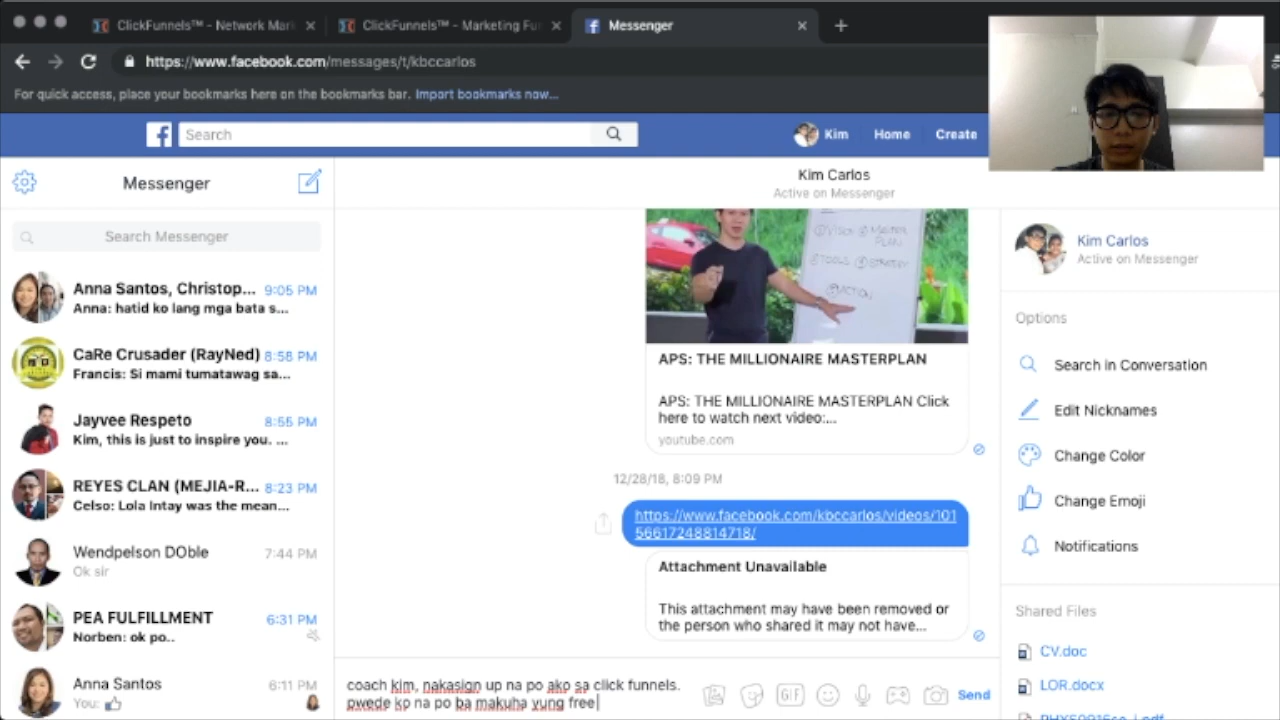 ClickFunnels™ - Network Mark
ClickFunnels™ - Marketing Fu
Messenger
https://www.facebook.com/messages/t/kbccarlos
For quick access, place your bookmarks here on the bookmarks bar. Import bookmarks now...
Search
Kim
Home
Create
Messenger
Kim Carlos
Active on Messenger
Search Messenger
Anna Santos, Christop... 9:05 PM
Anna: hatid ko lang mga bata s...
CaRe Crusader (RayNed) 8:58 PM
Francis: Si mami tumatawag sa...
Jayvee Respeto 8:55 PM
Kim, this is just to inspire you. ...
REYES CLAN (MEJIA-R... 8:23 PM
Celso: Lola Intay was the mean...
Wendpelson DOble 7:44 PM
Ok sir
PEA FULFILLMENT 6:31 PM
Norben: ok po..
Anna Santos 6:11 PM
You:
VISION MASTER
PLAN
TOOLS STRATEGY
ACTION
APS: THE MILLIONAIRE MASTERPLAN
APS: THE MILLIONAIRE MASTERPLAN Click
here to watch next video:...
youtube.com
12/28/18, 8:09 PM
https://www.facebook.com/kbccarlos/videos/101
56617248814718/
Attachment Unavailable
This attachment may have been removed or
the person who shared it may not have...
coach kim, nakasign up na po ako sa click funnels.
pwede ko na po ba makuha yung free
GIF
Send
Kim Carlos
Active on Messenger
Options
Search in Conversation
Edit Nicknames
Change Color
Change Emoji
Notifications
Shared Files
CV.doc
LOR.docx